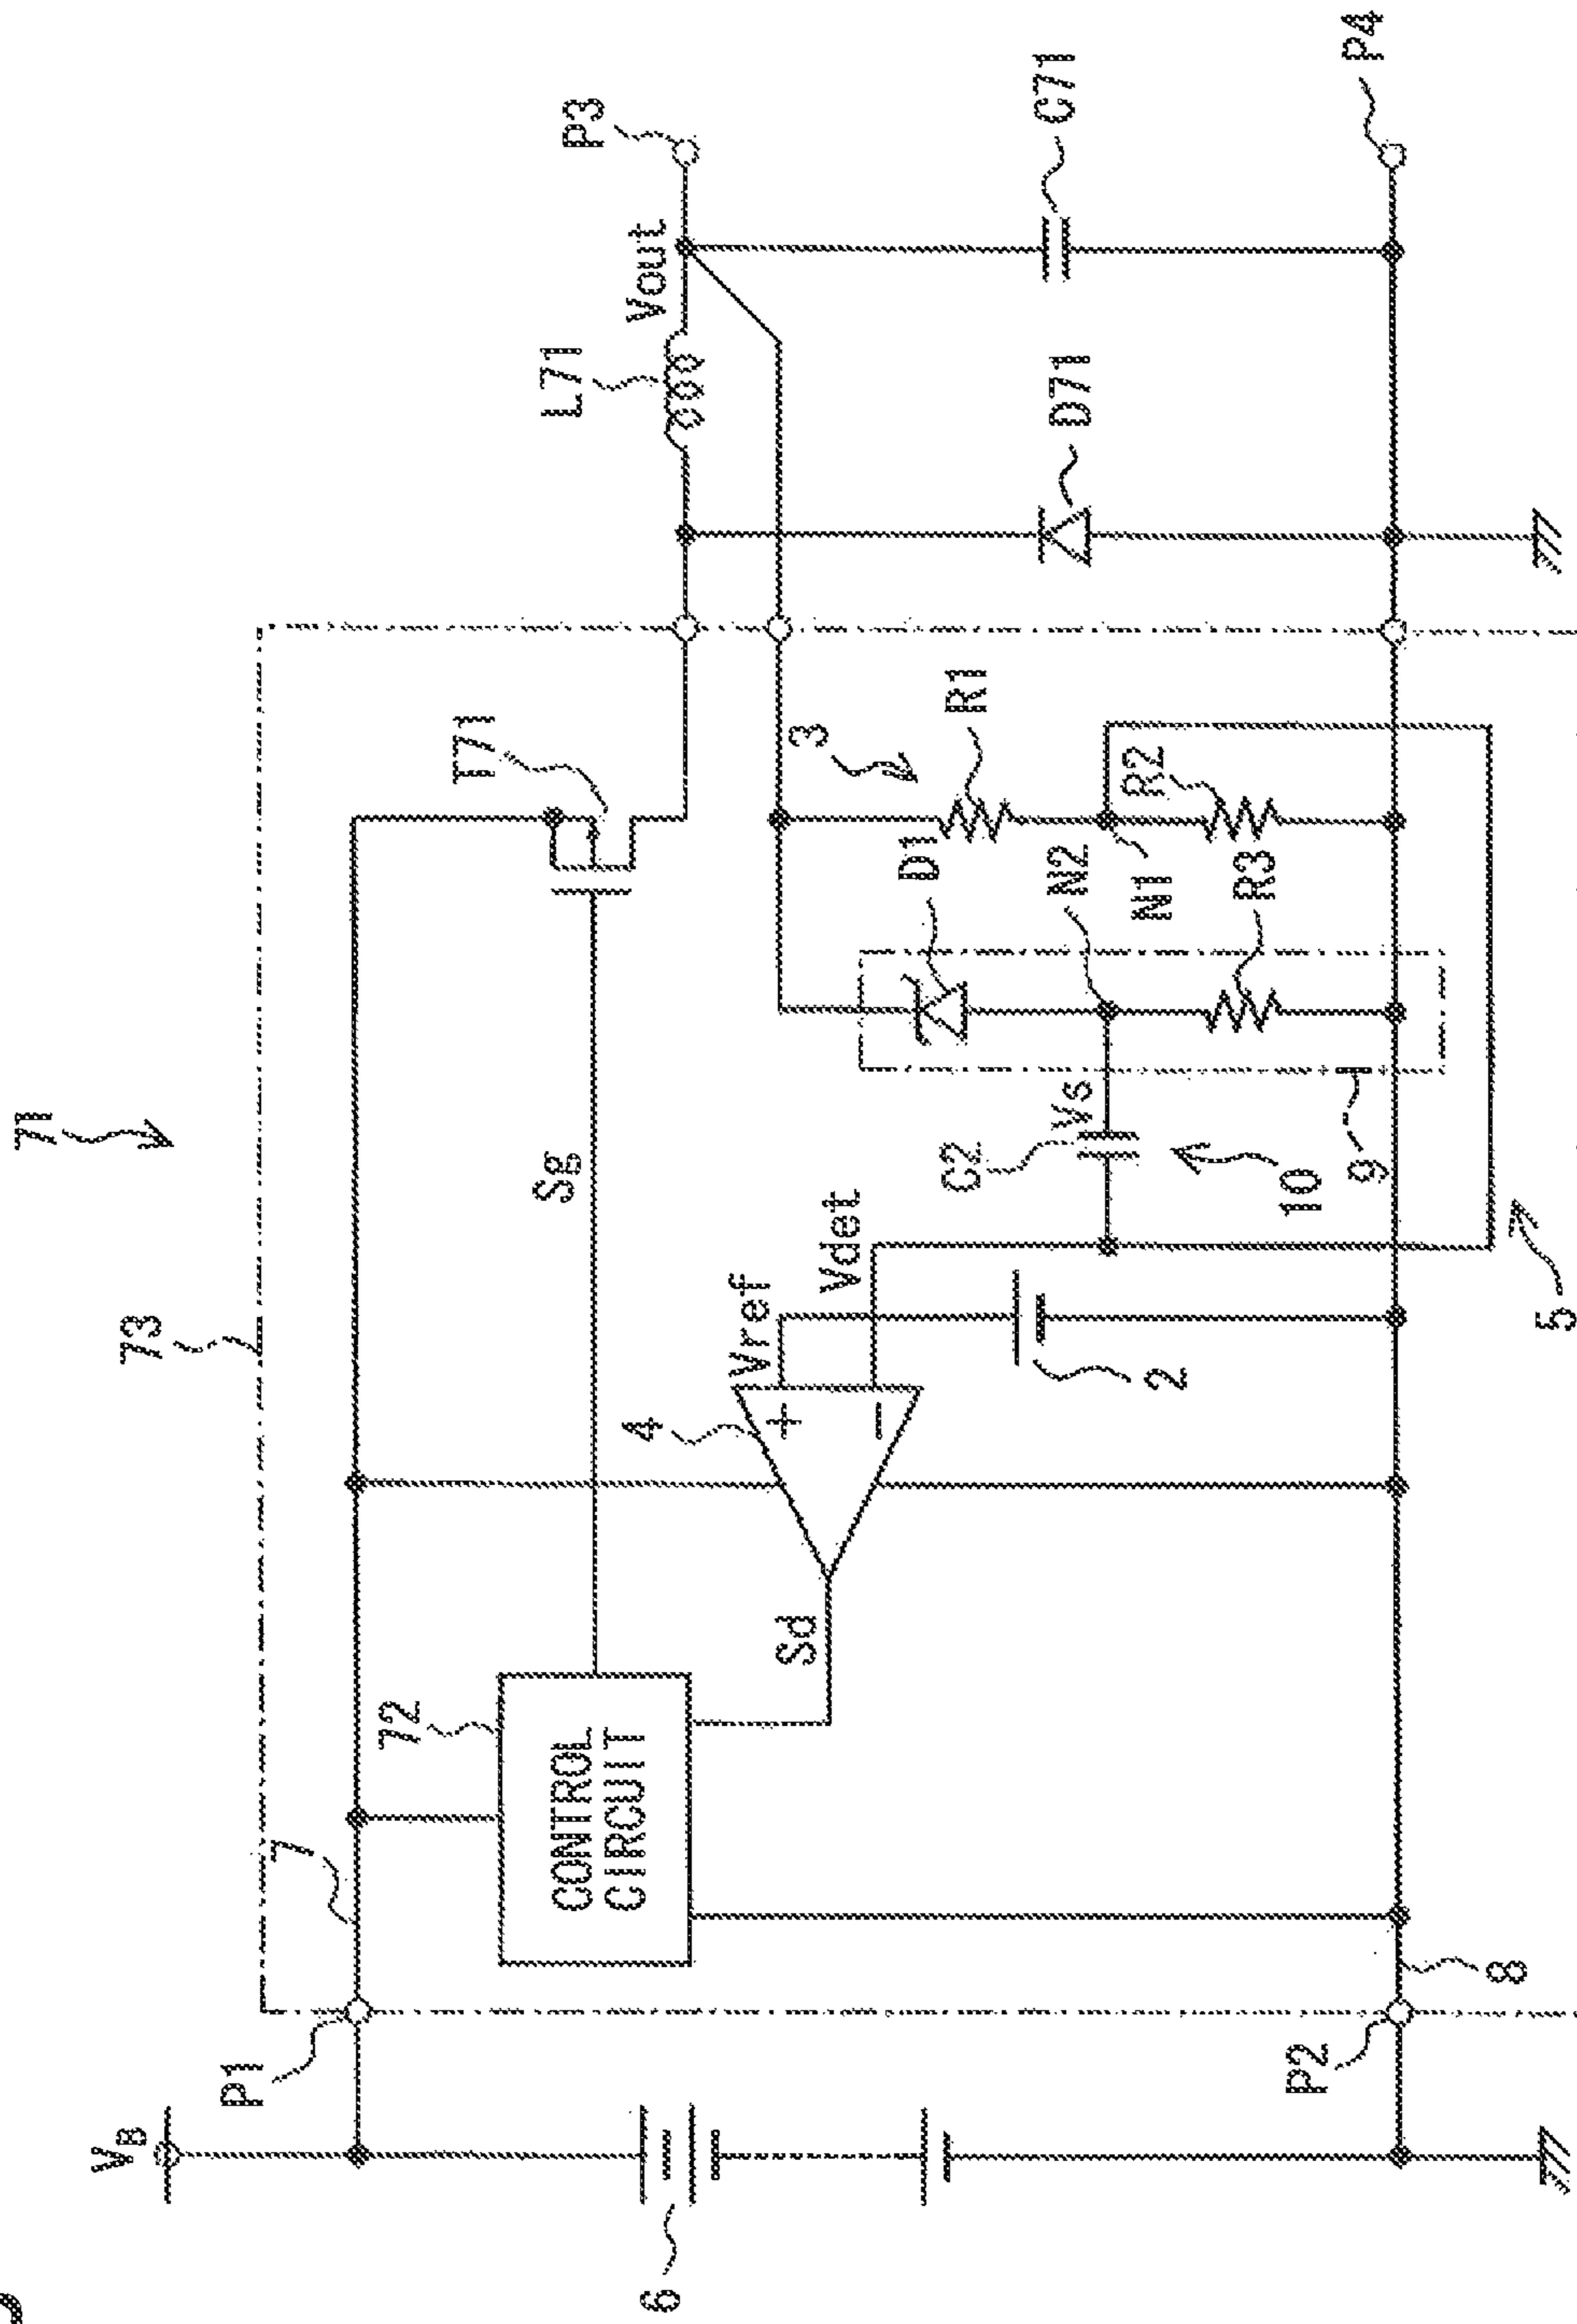 71
73
VB
P1
7
72
CONTROL
CIRCUIT
Sg
T71
L71
Vout
P3
6
Sd
4
Vref
Vdet
2
C2
Vs
10
D1
N2
N1
3
R1
R2
R3
9
D71
C71
P4
P2
8
5
+
−